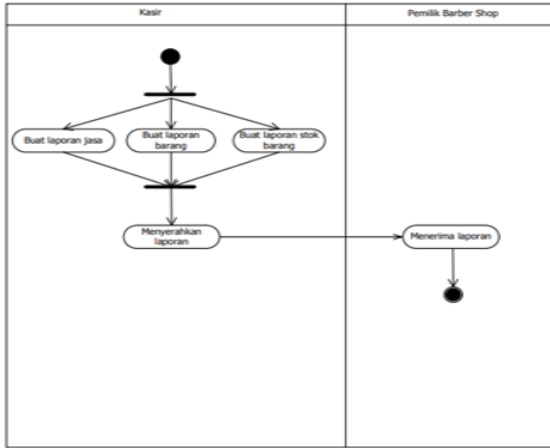 Kasir
Pemilik Barber Shop
Buat laporan jasa
Buat laporan
barang
Buat laporan stok
barang
Menyerahkan
laporan
Menerima laporan